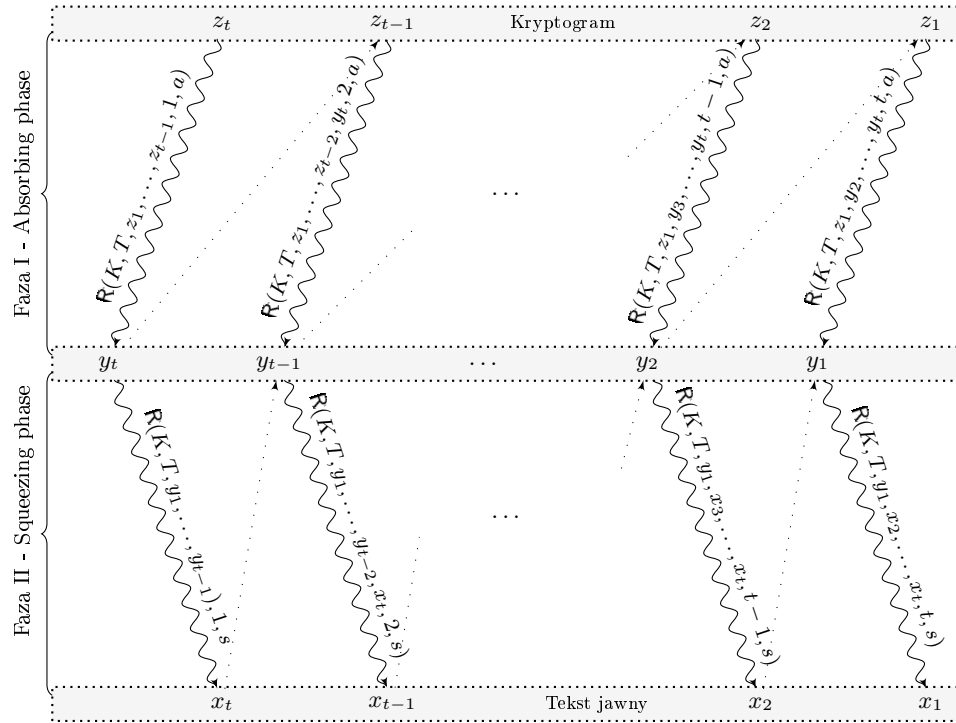 z_t z_{t−1} Kryptogram z_2 z_1
Faza I - Absorbing phase
R(K, T, z_1, ..., z_{t−1}, 1, a)
R(K, T, z_1, ..., z_{t−2}, y_t, 2, a)
...
R(K, T, z_1, y_3, ..., y_t, t − 1, a)
R(K, T, z_1, y_2, ..., y_t, t, a)
y_t y_{t−1} ... y_2 y_1
Faza II - Squeezing phase
R(K, T, y_1, ..., y_{t−1}), 1, s
R(K, T, y_1, ..., y_{t−2}, x_t, 2, s)
...
R(K, T, y_1, x_3, ..., x_t, t − 1, s)
R(K, T, y_1, x_2, ..., x_t, t, s)
x_t x_{t−1} Tekst jawny x_2 x_1